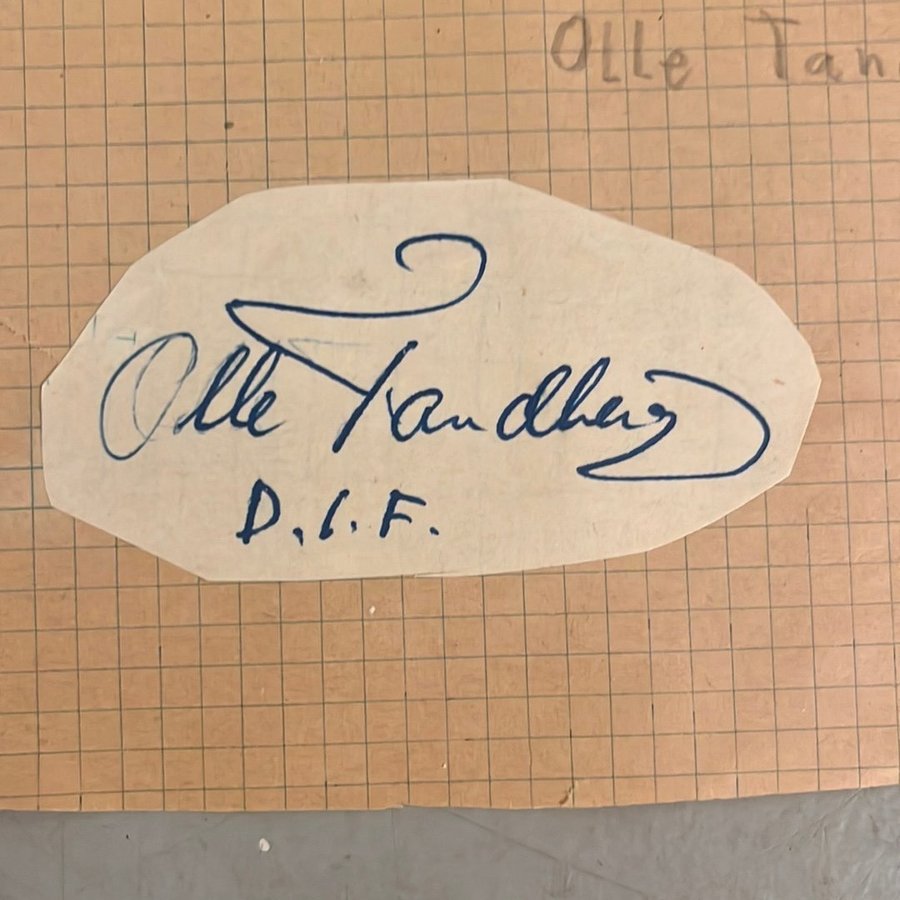 Olle Tan
Olle Tandberg
D.I.F.